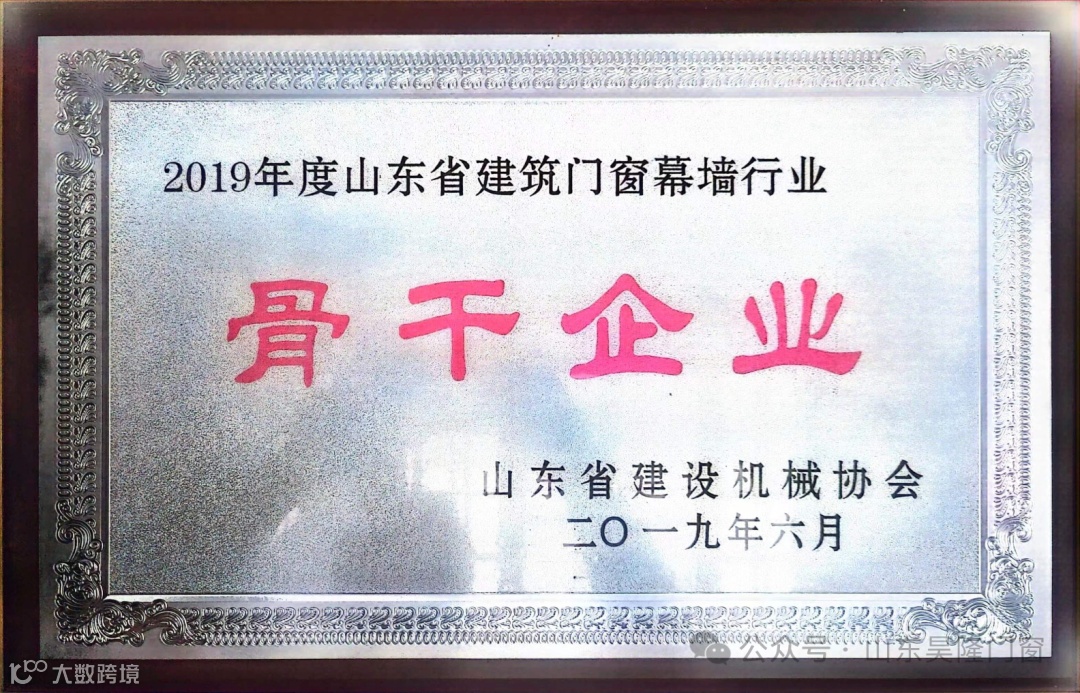 2019年度山东省建筑门窗幕墙行业
骨干企业
山东省建设机械协会
二〇一九年六月
公众号·山东昊隆门窗
大数跨境